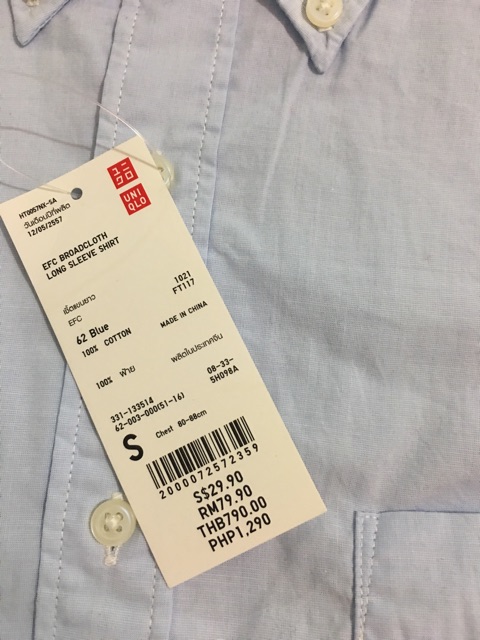 ユニ
クロ
UNI
QLO
HT0057NX-SA
วันเดือนปีที่ผลิต
12/05/2557
EFC BROADCLOTH
LONG SLEEVE SHIRT
1021
FT117
เชิ้ตแขนยาว
EFC
62 Blue
100% COTTON
MADE IN CHINA
100% ฝ้าย
ผลิตในประเทศจีน
08-33-
5H098A
331-133514
62-003-000(51-16)
S Chest 80-88cm
2000072572359
S$29.90
RM79.90
THB790.00
PHP1,290